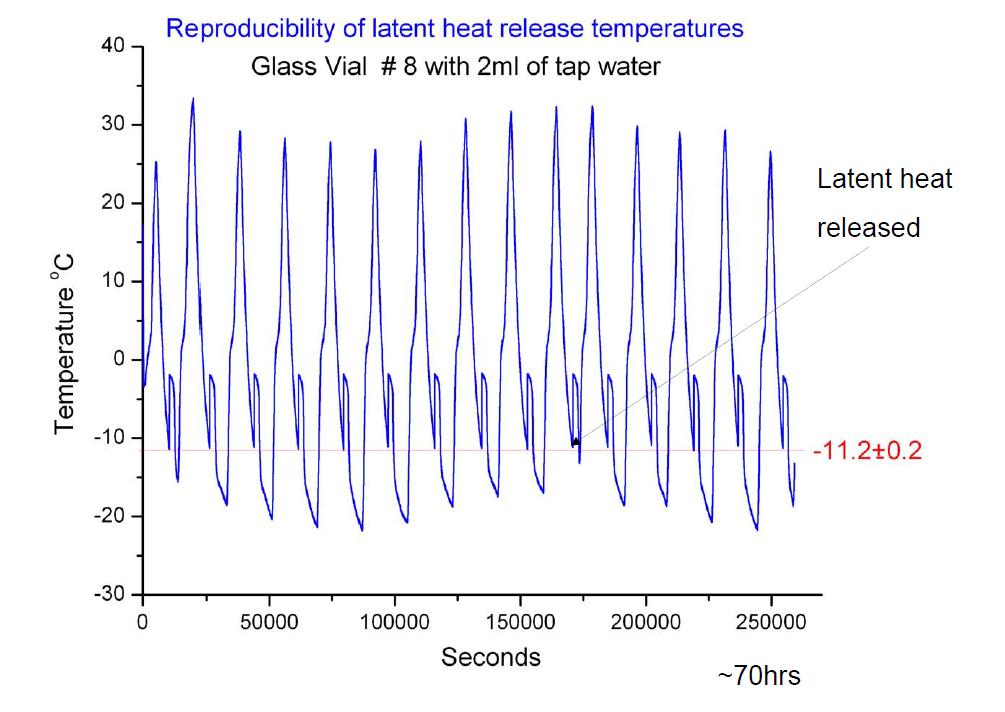 Reproducibility of latent heat release temperatures
Glass Vial # 8 with 2ml of tap water
40
30
20
10
0
-10
-20
-30
Temperature °C
Latent heat
released
-11.2±0.2
0
50000
100000
150000
200000
250000
Seconds
~70hrs